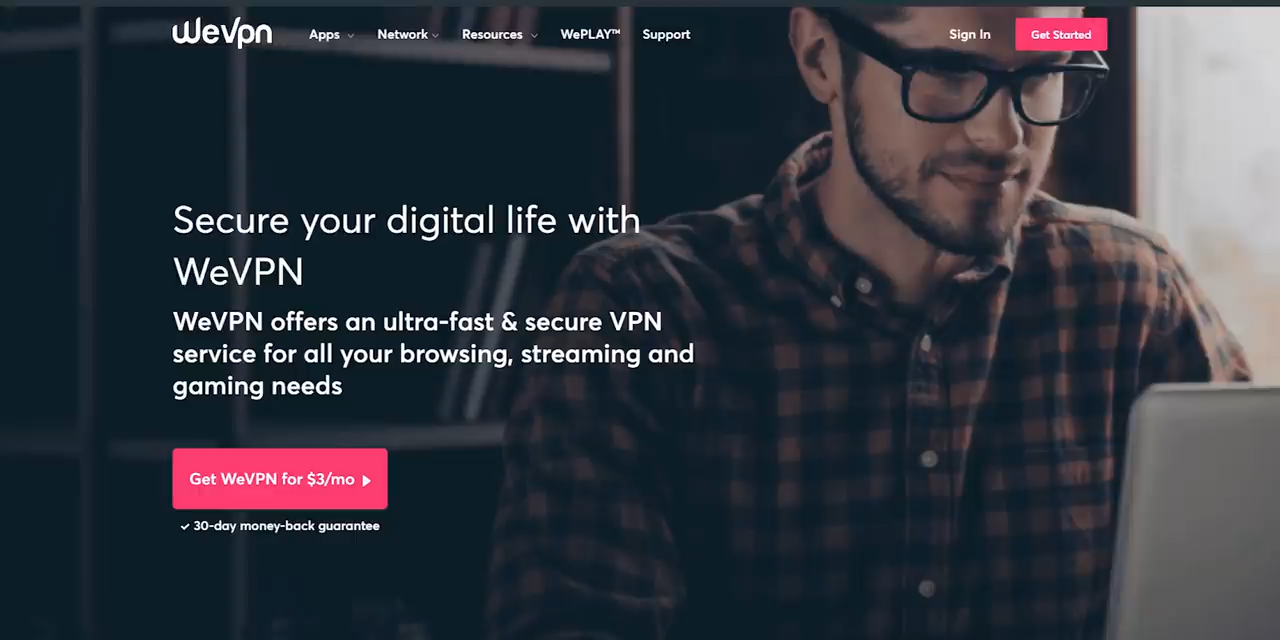 WeVpn Apps Network Resources WePLAY™ Support Sign In Get Started
Secure your digital life with
WeVPN
WeVPN offers an ultra-fast & secure VPN
service for all your browsing, streaming and
gaming needs
Get WeVPN for $3/mo
30-day money-back guarantee